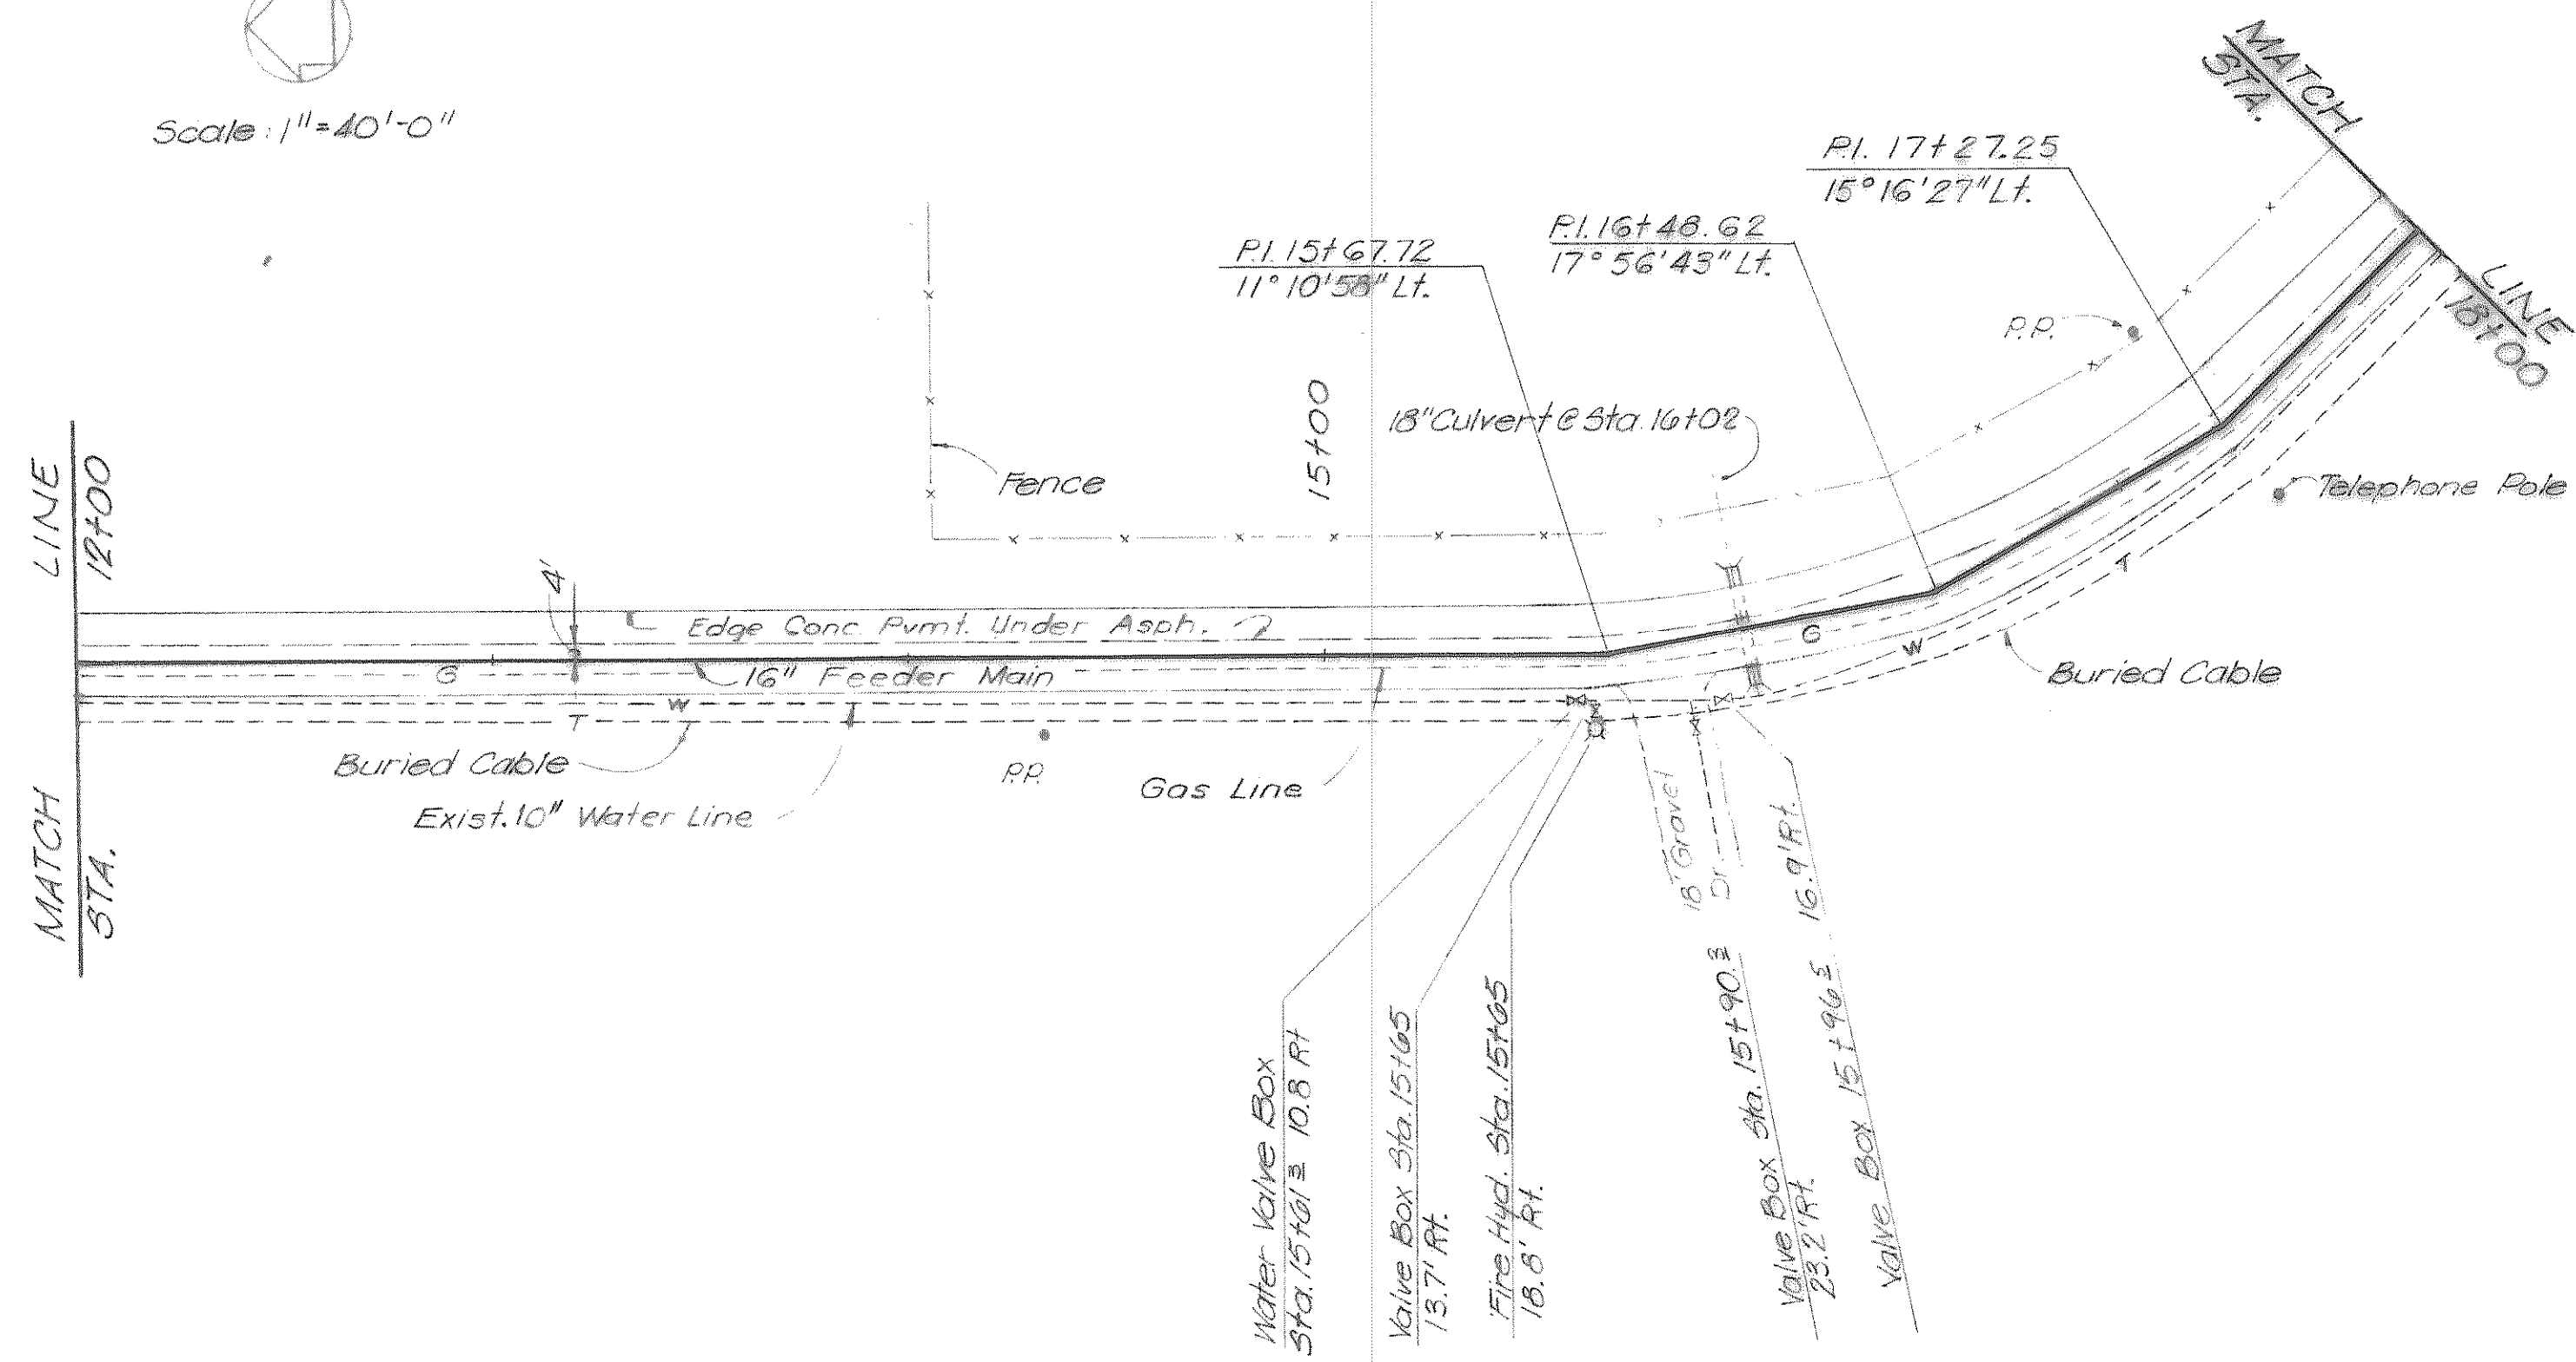 Scale: 1"=40'-0"
MATCH LINE
STA. 12+00
4'
Edge Conc. Pvmt. Under Asph.
G
16" Feeder Main
W
T
Buried Cable
Exist. 10" Water Line
P.P.
Gas Line
Fence
15+00
P.I. 15+67.72
11°10'58" Lt.
P.I. 16+48.62
17°56'43" Lt.
P.I. 17+27.25
15°16'27" Lt.
18" Culvert @ Sta. 16+02
P.P.
MATCH LINE
STA. 18+00
Telephone Pole
T
G
W
Buried Cable
18' Gravel
Dr.
Water Valve Box
Sta. 15+61.3 10.8 Rt
Valve Box Sta. 15+65
13.7' Rt.
Fire Hyd. Sta. 15+65
18.8' Rt.
Valve Box Sta. 15+90.3
23.2' Rt.
Valve Box 15+96.5 16.9' Rt.